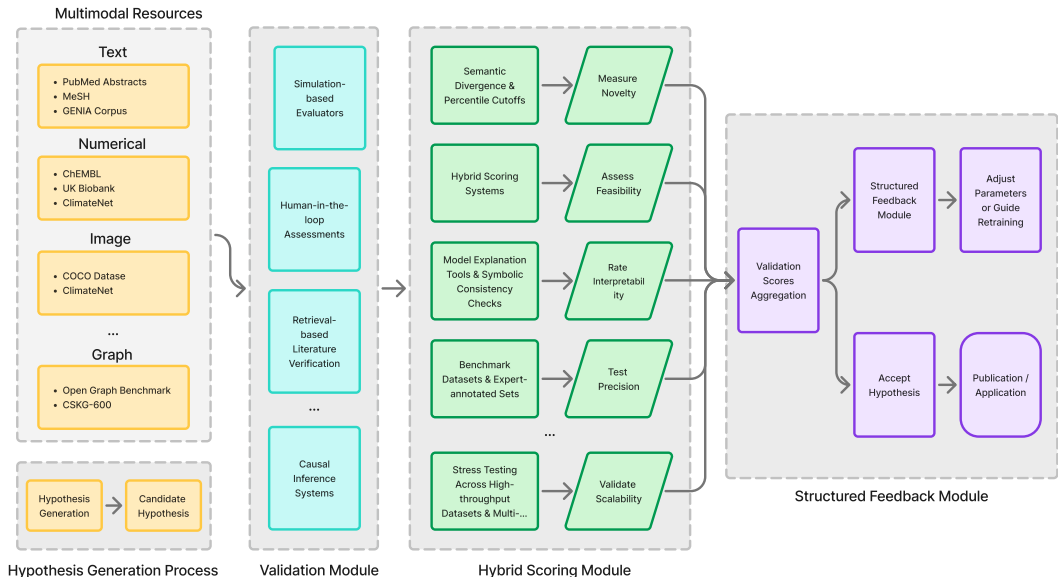 Multimodal Resources
Text
• PubMed Abstracts
• MeSH
• GENIA Corpus
Numerical
• ChEMBL
• UK Biobank
• ClimateNet
Image
• COCO Datase
• ClimateNet
...
Graph
• Open Graph Benchmark
• CSKG-600
Hypothesis
Generation
Candidate
Hypothesis
Hypothesis Generation Process
Simulation-
based
Evaluators
Human-in-the-
loop
Assessments
Retrieval-
based
Literature
Verification
...
Causal
Inference
Systems
Validation Module
Semantic
Divergence &
Percentile Cutoffs
Measure
Novelty
Hybrid Scoring
Systems
Assess
Feasibility
Model Explanation
Tools & Symbolic
Consistency
Checks
Rate
Interpretabil
ity
Benchmark
Datasets & Expert-
annotated Sets
Test
Precision
...
Stress Testing
Across High-
throughput
Datasets & Multi-...
Validate
Scalability
Hybrid Scoring Module
Validation
Scores
Aggregation
Structured
Feedback
Module
Adjust
Parameters
or Guide
Retraining
Accept
Hypothesis
Publication /
Application
Structured Feedback Module